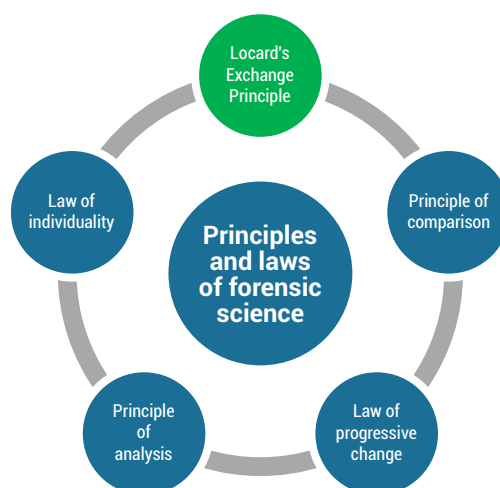 Locard's
Exchange
Principle
Law of
individuality
Principle of
comparison
Principles
and laws
of forensic
science
Principle
of
analysis
Law of
progressive
change